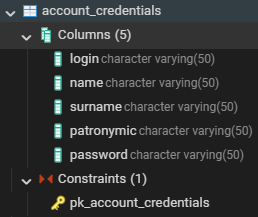 account_credentials
Columns (5)
login character varying(50)
name character varying(50)
surname character varying(50)
patronymic character varying(50)
password character varying(50)
Constraints (1)
pk_account_credentials